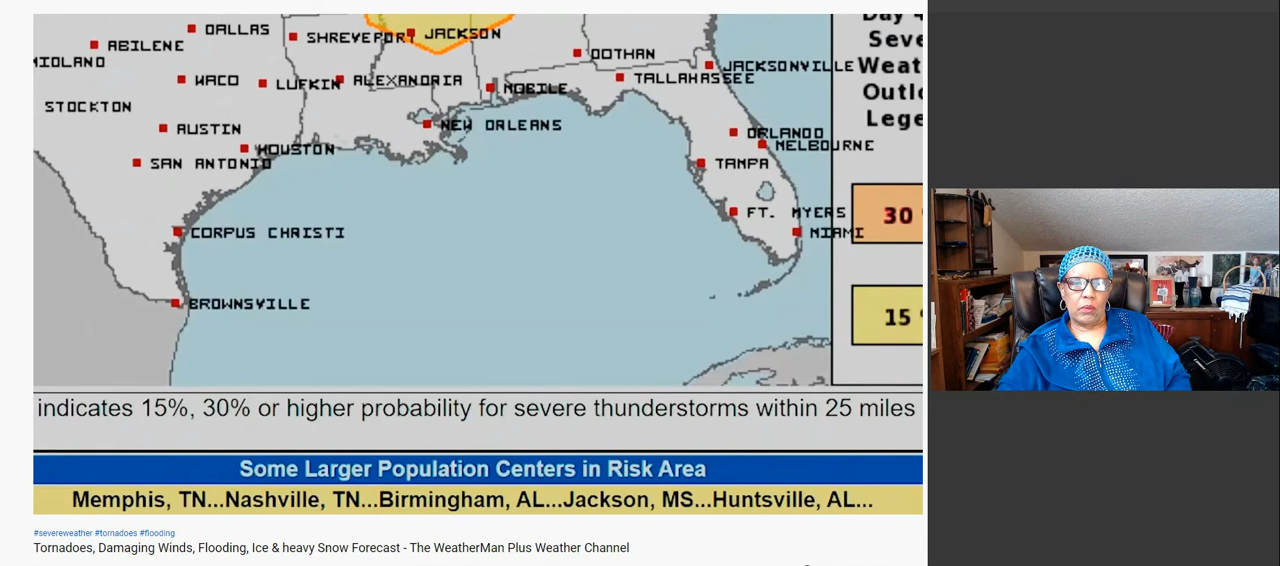 DALLAS
SHREVEPORT
JACKSON
ABILENE
MIDLAND
DOTHAN
JACKSONVILLE
WACO
LUFKIN
ALEXANDRIA
TALLAHASSEE
MOBILE
STOCKTON
AUSTIN
NEW ORLEANS
ORLANDO
HOUSTON
MELBOURNE
SAN ANTONIO
TAMPA
FT. MYERS
CORPUS CHRISTI
MIAMI
BROWNSVILLE
Day 4
Seve
Weat
Outlo
Lege
30
15 %
indicates 15%, 30% or higher probability for severe thunderstorms within 25 miles
Some Larger Population Centers in Risk Area
Memphis, TN...Nashville, TN...Birmingham, AL...Jackson, MS...Huntsville, AL...
#severeweather #tornadoes #flooding
Tornadoes, Damaging Winds, Flooding, Ice & heavy Snow Forecast - The WeatherMan Plus Weather Channel